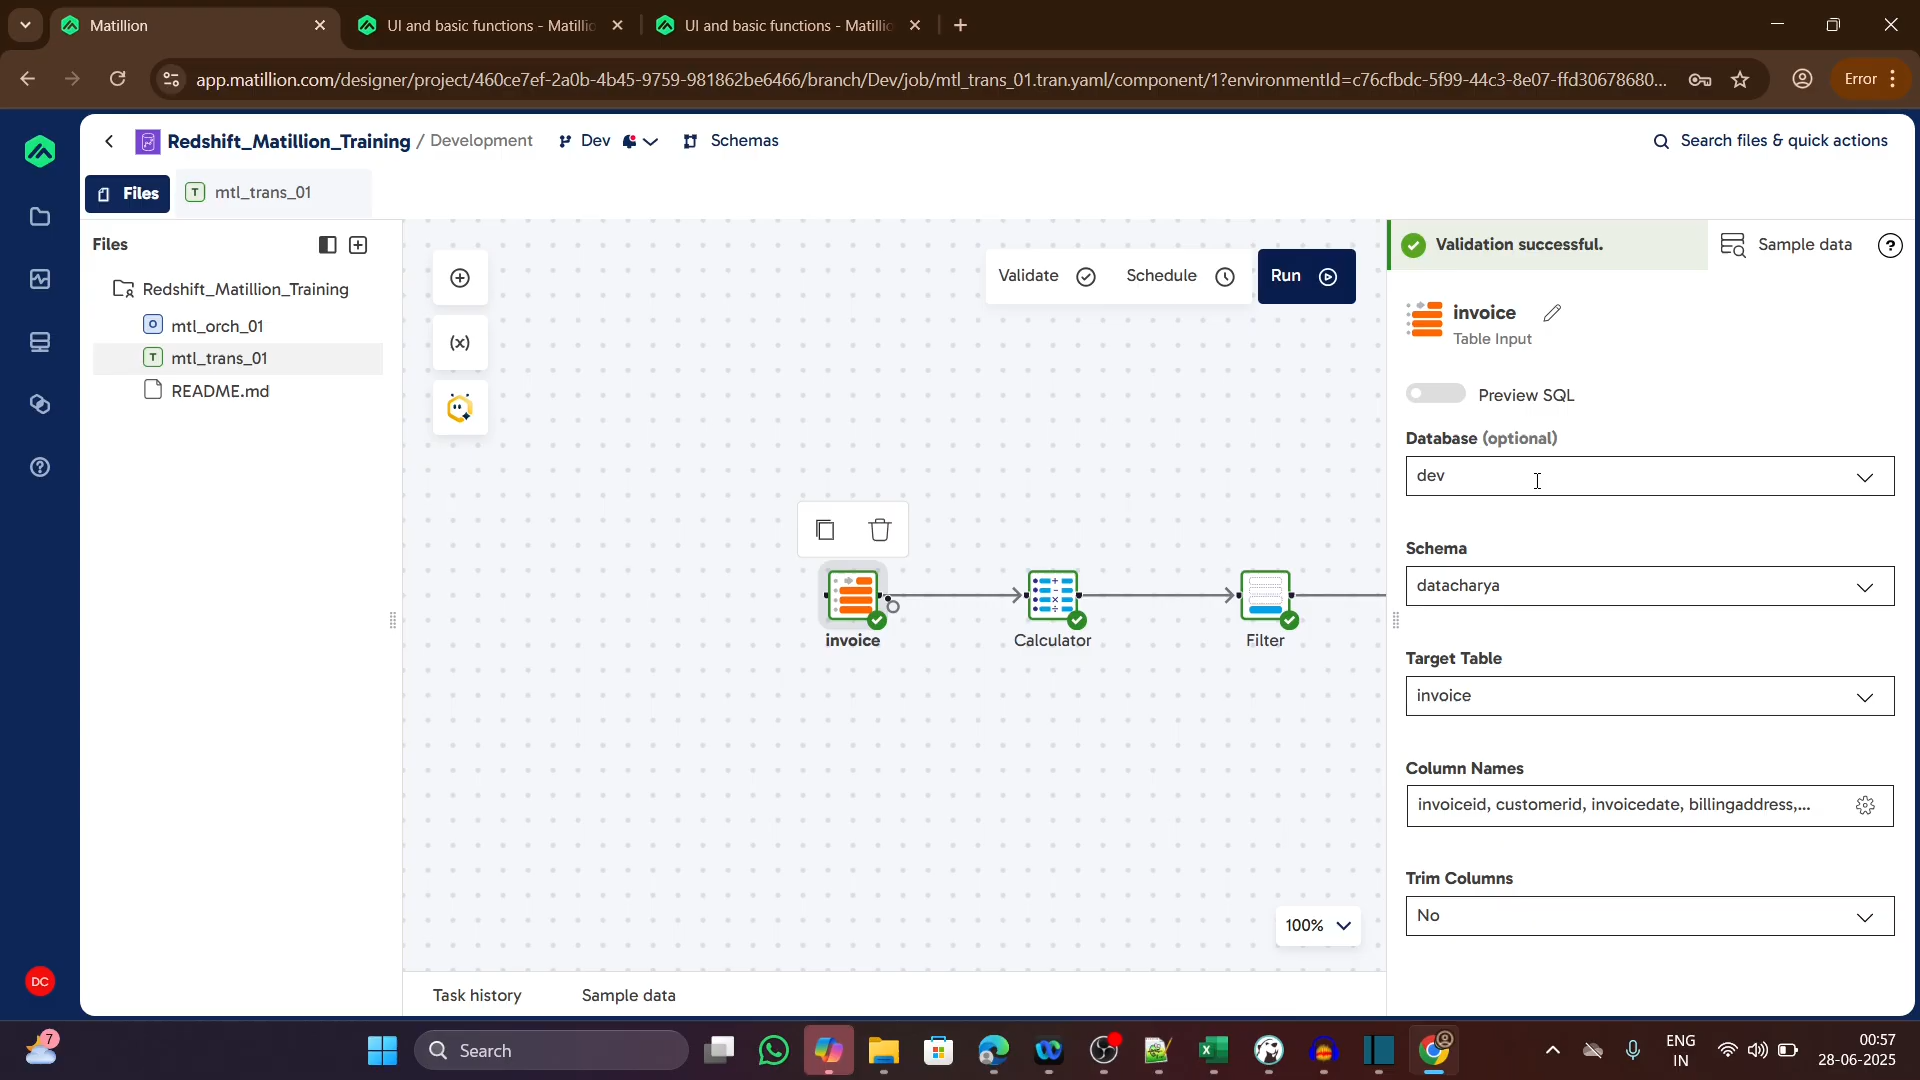 Matillion
UI and basic functions - Matillio
UI and basic functions - Matillio
app.matillion.com/designer/project/460ce7ef-2a0b-4b45-9759-981862be6466/branch/Dev/job/mtl_trans_01.tran.yaml/component/1?environmentId=c76cfbdc-5f99-44c3-8e07-ffd30678680...
Error
Redshift_Matillion_Training / Development
Dev
Schemas
Search files & quick actions
Files
T mtl_trans_01
Files
Redshift_Matillion_Training
O mtl_orch_01
T mtl_trans_01
README.md
(x)
Validate
Schedule
Run
Validation successful.
Sample data
?
invoice
Table Input
Preview SQL
Database (optional)
dev
Schema
datacharya
Target Table
invoice
Column Names
invoiceid, customerid, invoicedate, billingaddress,...
Trim Columns
No
invoice
Calculator
Filter
100%
Task history
Sample data
DC
7
Search
ENG
IN
00:57
28-06-2025